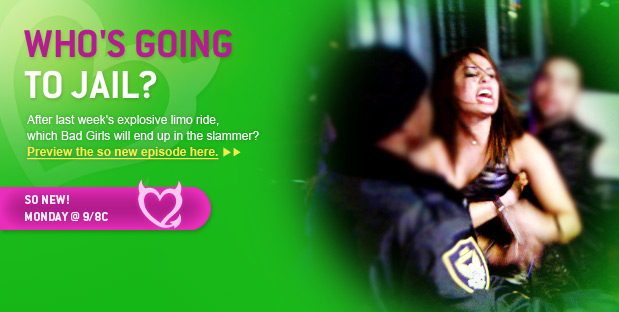 WHO'S GOING
TO JAIL?
After last week's explosive limo ride,
which Bad Girls will end up in the slammer?
Preview the so new episode here.
SO NEW!
MONDAY @ 9/8C